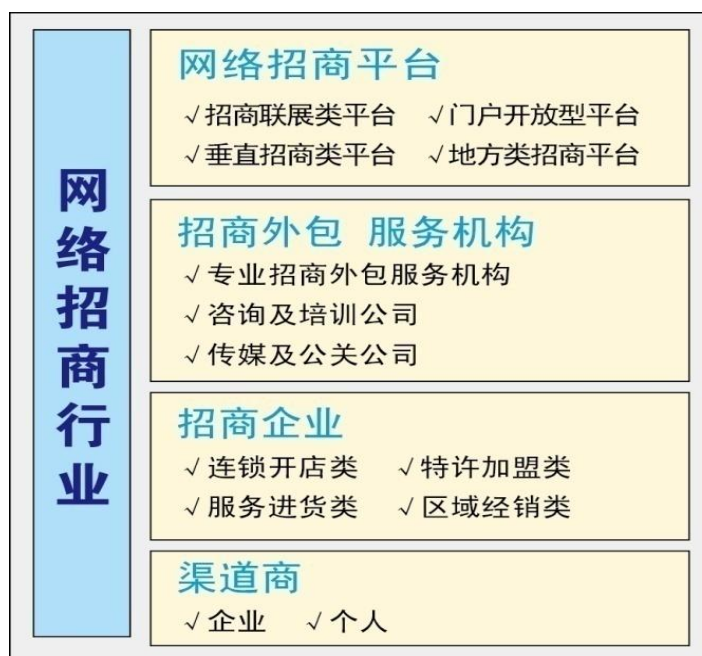 网络招商行业
网络招商平台
√招商联展类平台 √门户开放型平台
√垂直招商类平台 √地方类招商平台
招商外包 服务机构
√专业招商外包服务机构
√咨询及培训公司
√传媒及公关公司
招商企业
√连锁开店类 √特许加盟类
√服务进货类 √区域经销类
渠道商
√企业 √个人